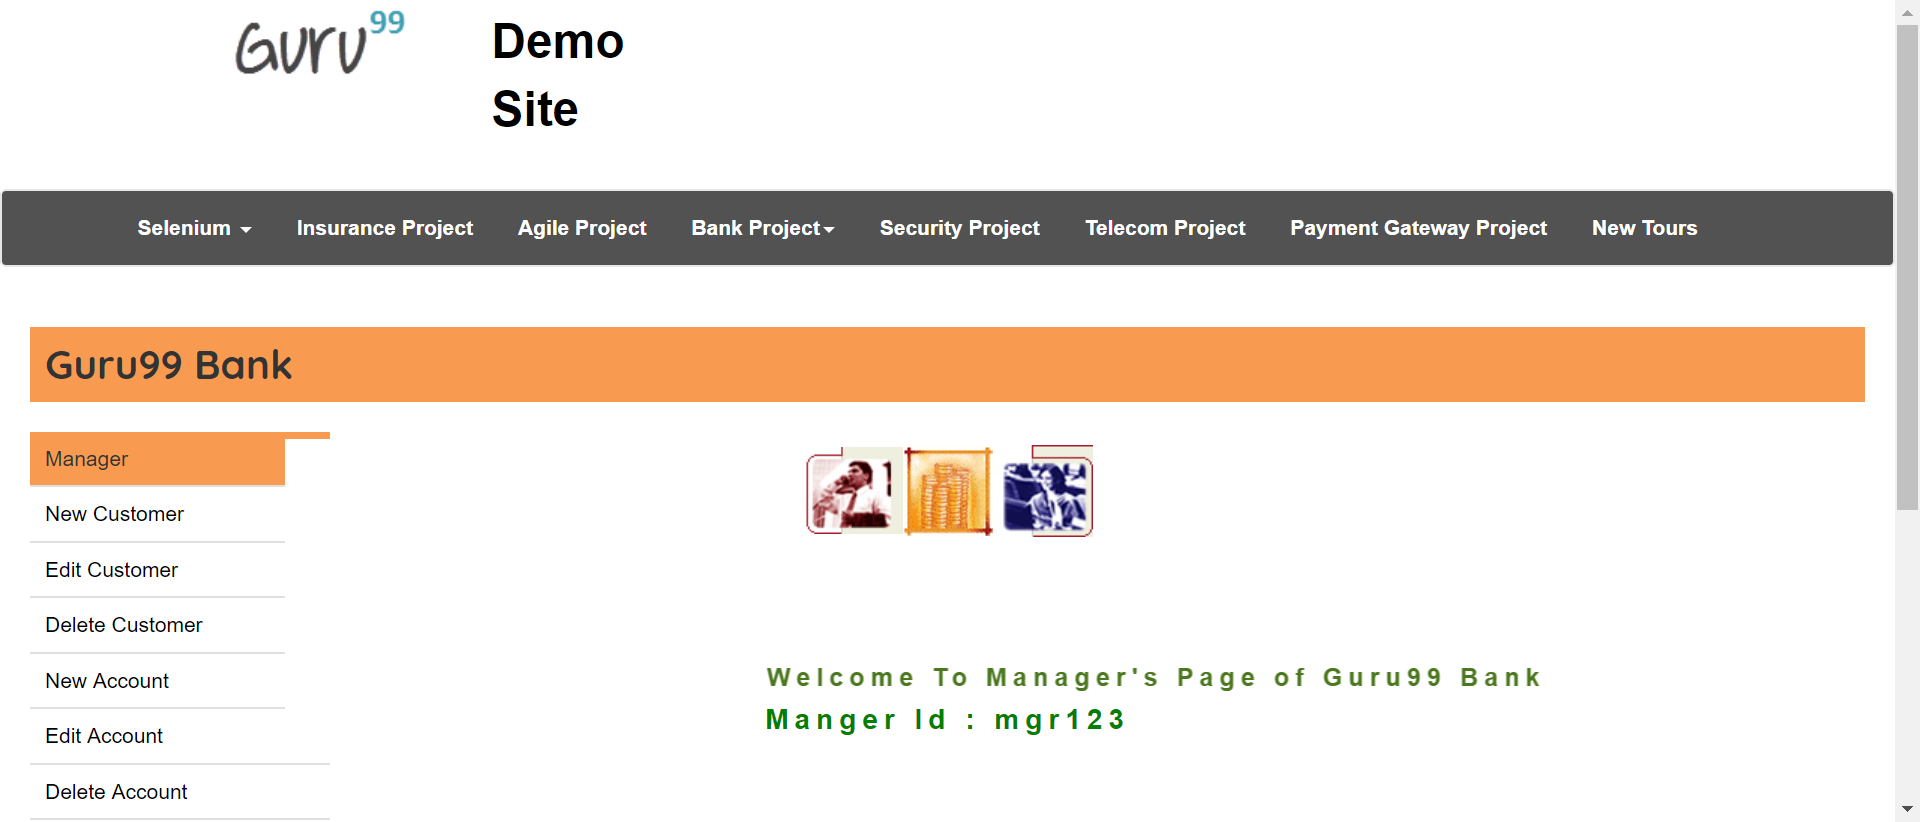 Guru99
Demo
Site
Selenium Insurance Project Agile Project Bank Project Security Project Telecom Project Payment Gateway Project New Tours
Guru99 Bank
Manager
New Customer
Edit Customer
Delete Customer
New Account
Edit Account
Delete Account
Welcome To Manager's Page of Guru99 Bank
Manger Id : mgr123